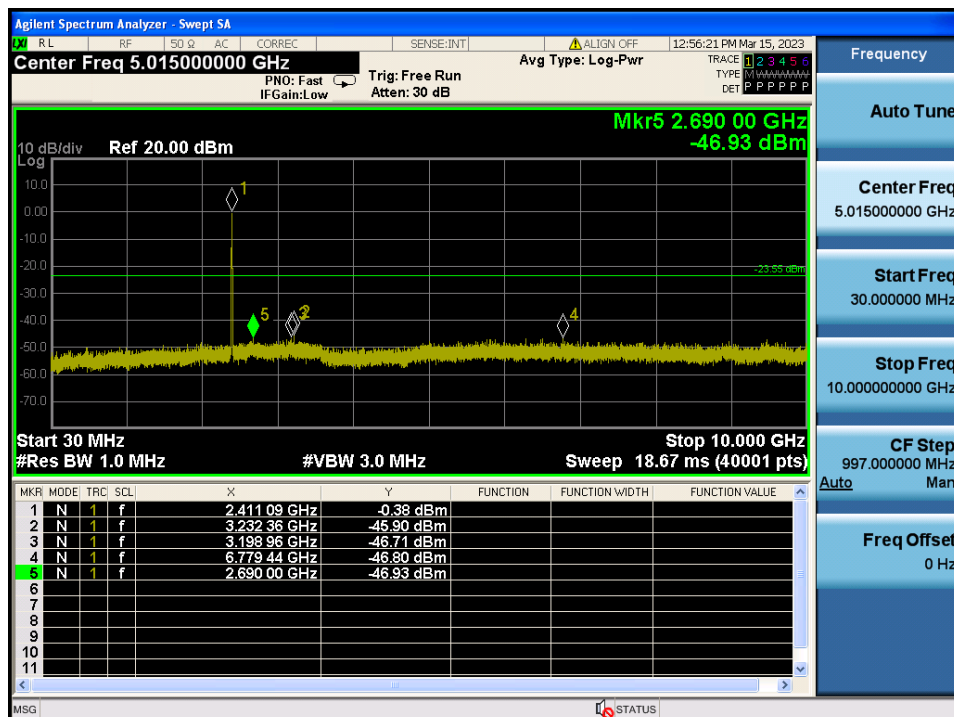 Agilent Spectrum Analyzer - Swept SA
LXI RL RF 50 Ω AC CORREC SENSE:INT ALIGN OFF 12:56:21 PM Mar 15, 2023
Center Freq 5.015000000 GHz
PNO: Fast
IFGain:Low
Trig: Free Run
Atten: 30 dB
Avg Type: Log-Pwr
TRACE 1 2 3 4 5 6
TYPE M
DET P P P P P P
Mkr5 2.690 00 GHz
-46.93 dBm
10 dB/div Ref 20.00 dBm
Log
10.0
0.00
-10.0
-20.0
-30.0
-40.0
-50.0
-60.0
-70.0
1
-23.56 dBm
5
3
2
4
Start 30 MHz Stop 10.000 GHz
#Res BW 1.0 MHz #VBW 3.0 MHz Sweep 18.67 ms (40001 pts)
MKR MODE TRC SCL X Y FUNCTION FUNCTION WIDTH FUNCTION VALUE
1 N 1 f 2.411 09 GHz -0.38 dBm
2 N 1 f 3.232 36 GHz -45.90 dBm
3 N 1 f 3.198 96 GHz -46.71 dBm
4 N 1 f 6.779 44 GHz -46.80 dBm
5 N 1 f 2.690 00 GHz -46.93 dBm
6
7
8
9
10
11
MSG STATUS
Frequency
Auto Tune
Center Freq
5.015000000 GHz
Start Freq
30.000000 MHz
Stop Freq
10.000000000 GHz
CF Step
997.000000 MHz
Auto Man
Freq Offset
0 Hz